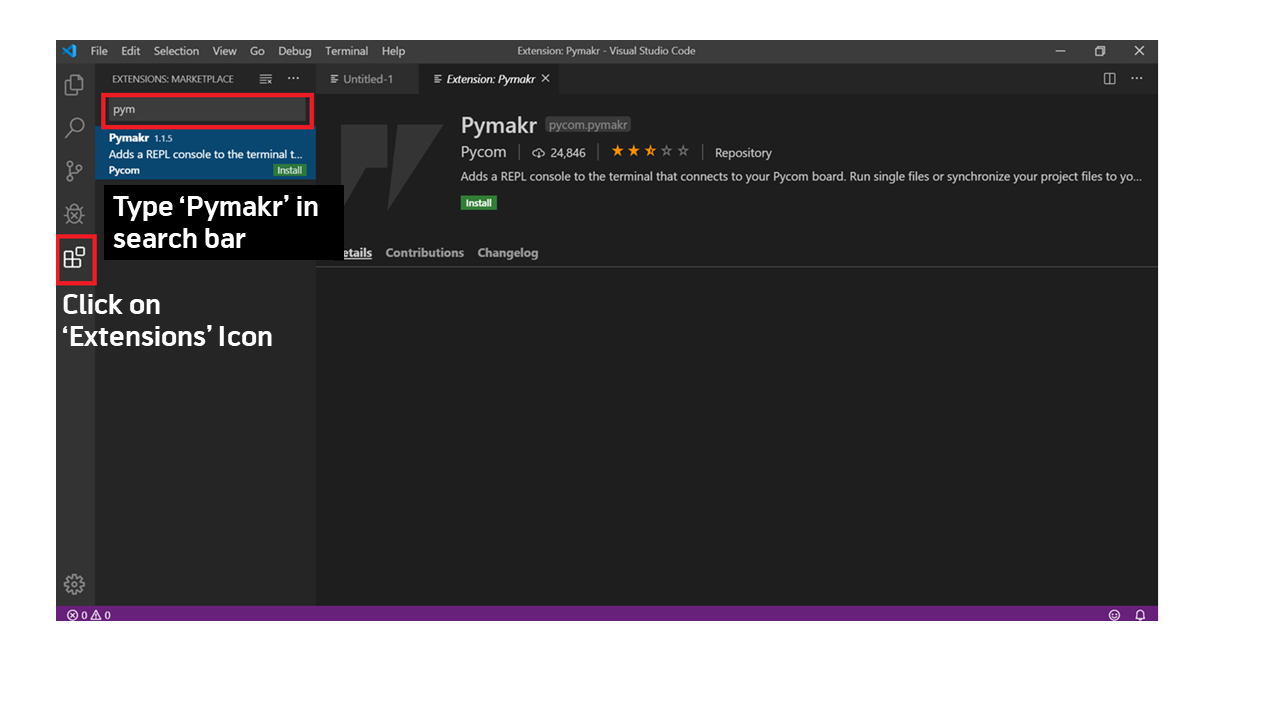 File Edit Selection View Go Debug Terminal Help Extension: Pymakr - Visual Studio Code
EXTENSIONS: MARKETPLACE
Untitled-1
Extension: Pymakr
pym
Pymakr 1.1.5
Adds a REPL console to the terminal t...
Pycom Install
Type ‘Pymakr’ in
search bar
Click on
‘Extensions’ Icon
Pymakr pycom.pymakr
Pycom 24,846 Repository
Adds a REPL console to the terminal that connects to your Pycom board. Run single files or synchronize your project files to yo...
Install
etails Contributions Changelog
0 0